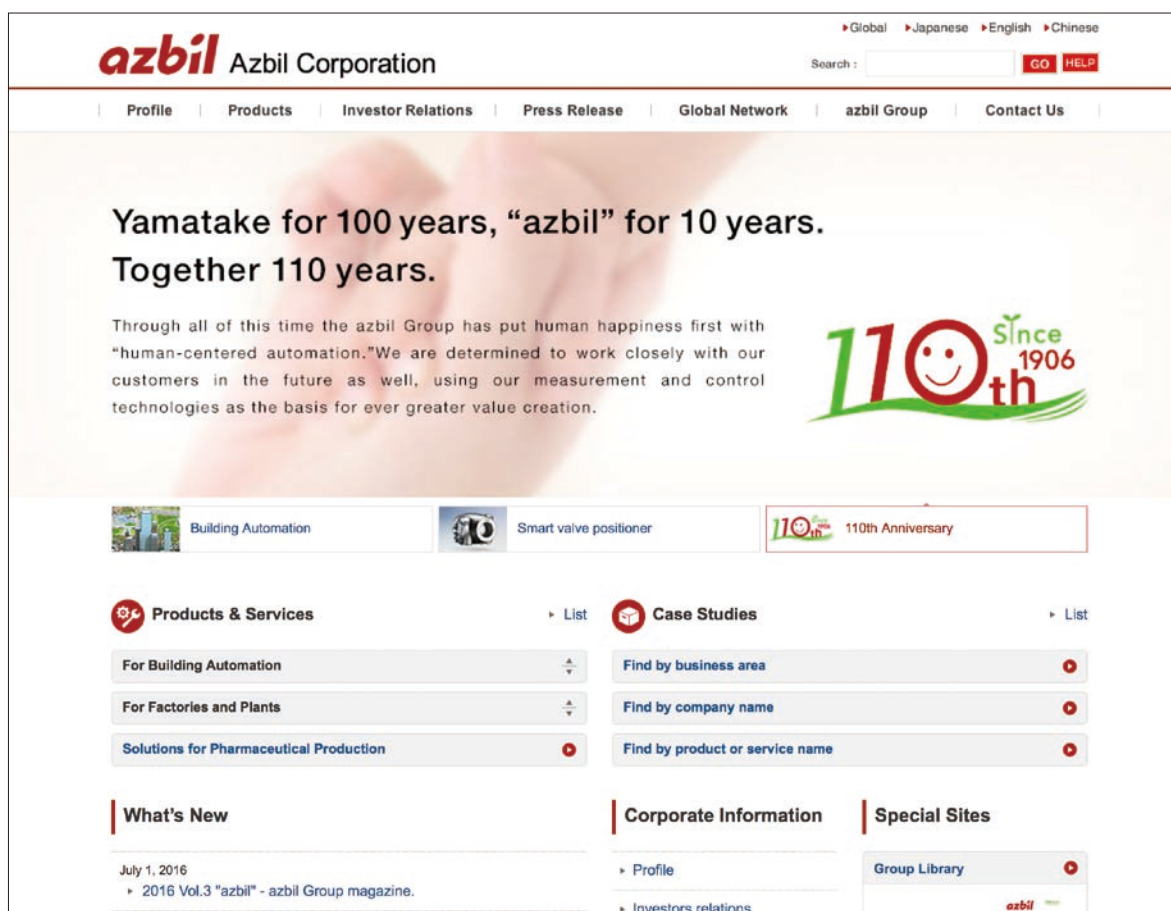 Global Japanese English Chinese
azbil Azbil Corporation
Search : GO HELP
Profile Products Investor Relations Press Release Global Network azbil Group Contact Us
Yamatake for 100 years, “azbil” for 10 years.
Together 110 years.
Through all of this time the azbil Group has put human happiness first with
“human-centered automation.”We are determined to work closely with our
customers in the future as well, using our measurement and control
technologies as the basis for ever greater value creation.
110th Since 1906
Building Automation
Smart valve positioner
110th Since 1906
110th Anniversary
Products & Services List
Case Studies List
For Building Automation
For Factories and Plants
Solutions for Pharmaceutical Production
Find by business area
Find by company name
Find by product or service name
What's New
July 1, 2016
2016 Vol.3 "azbil" - azbil Group magazine.
Corporate Information
Profile
Investors relations
Special Sites
Group Library
azbil